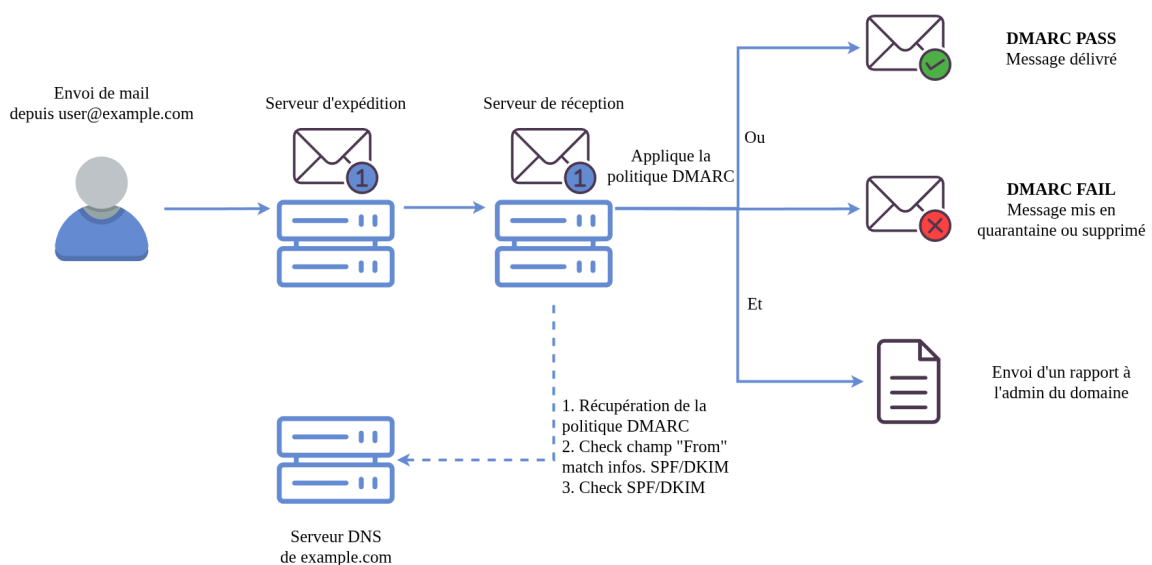 Envoi de mail
depuis user@example.com
Serveur d'expédition
1
Serveur de réception
1
Applique la
politique DMARC
Ou
Et
DMARC PASS
Message délivré
DMARC FAIL
Message mis en
quarantaine ou supprimé
Envoi d'un rapport à
l'admin du domaine
1. Récupération de la
politique DMARC
2. Check champ "From"
match infos. SPF/DKIM
3. Check SPF/DKIM
Serveur DNS
de example.com